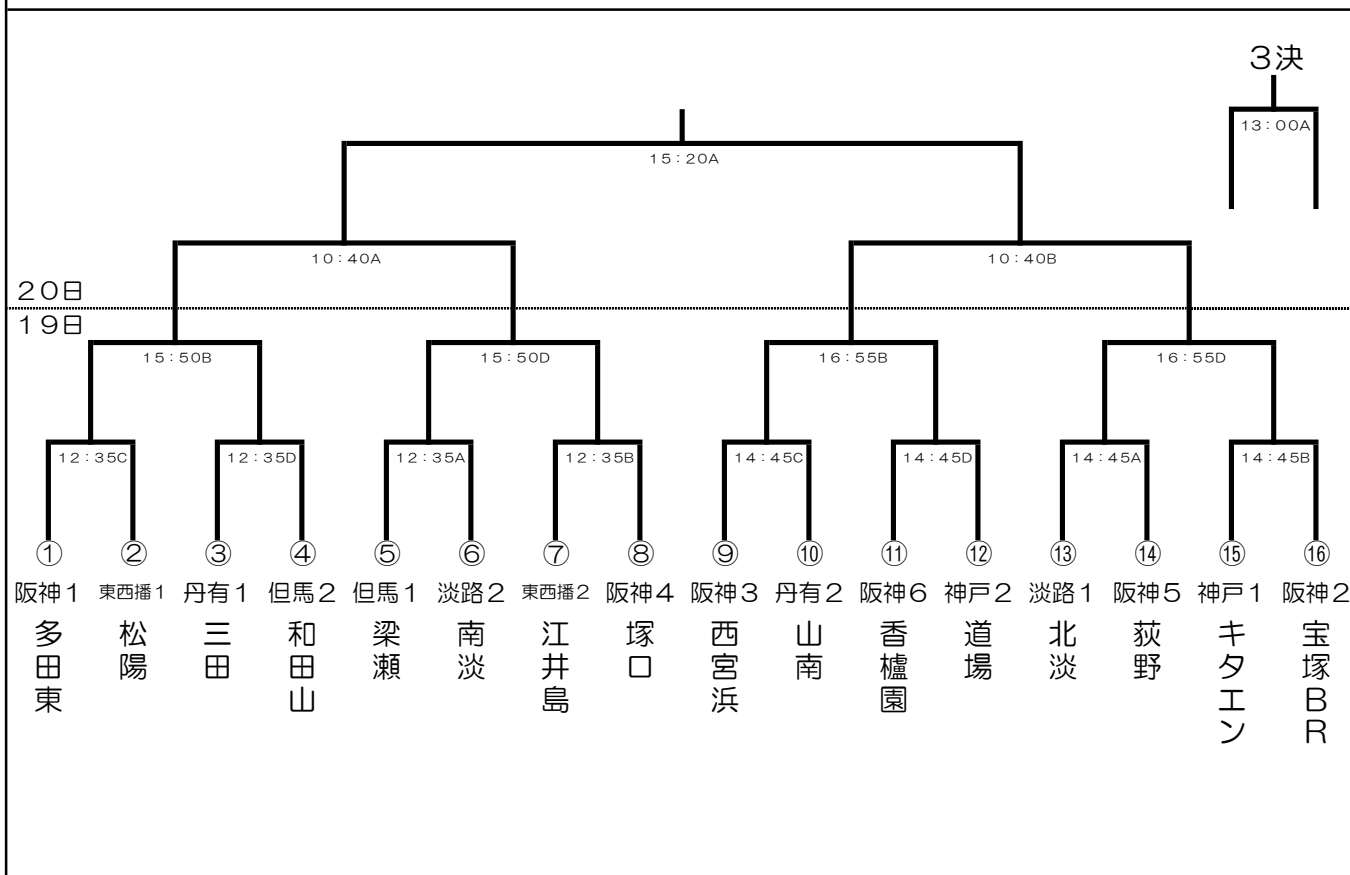 3決
13:00A
15:20A
10:40A
10:40B
20日
19日
15:50B
15:50D
16:55B
16:55D
12:35C
12:35D
12:35A
12:35B
14:45C
14:45D
14:45A
14:45B
① ② ③ ④ ⑤ ⑥ ⑦ ⑧ ⑨ ⑩ ⑪ ⑫ ⑬ ⑭ ⑮ ⑯
阪神1 東西播1 丹有1 但馬2 但馬1 淡路2 東西播2 阪神4 阪神3 丹有2 阪神6 神戸2 淡路1 阪神5 神戸1 阪神2
多田東
松陽
三田
和田山
梁瀬
南淡
江井島
塚口
西宮浜
山南
香櫨園
道場
北淡
荻野
キタエン
宝塚BR